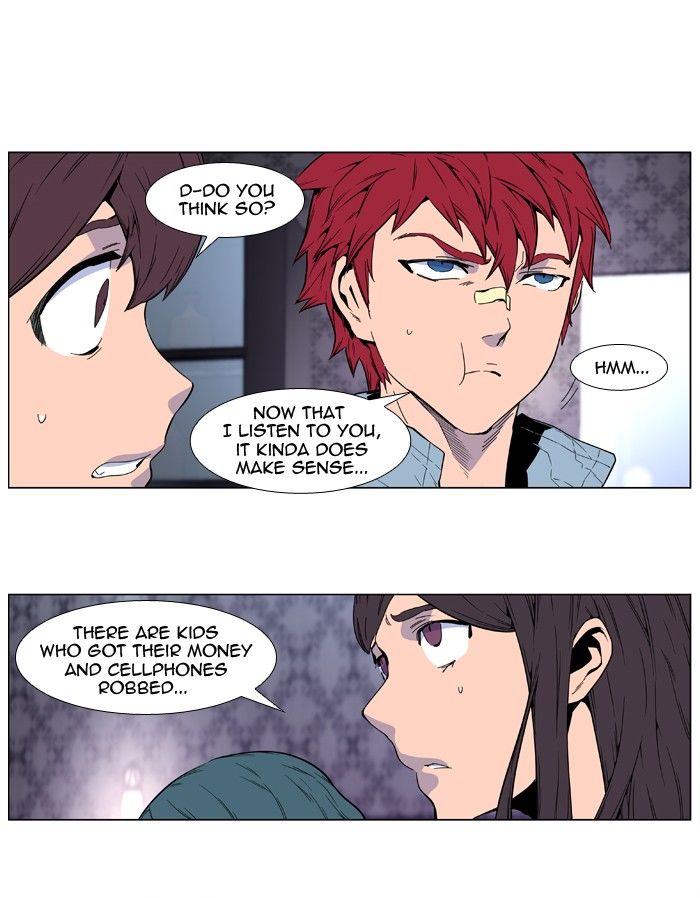 D-DO YOU
THINK SO?
HMM...
NOW THAT
I LISTEN TO YOU,
IT KINDA DOES
MAKE SENSE...
THERE ARE KIDS
WHO GOT THEIR MONEY
AND CELLPHONES
ROBBED...